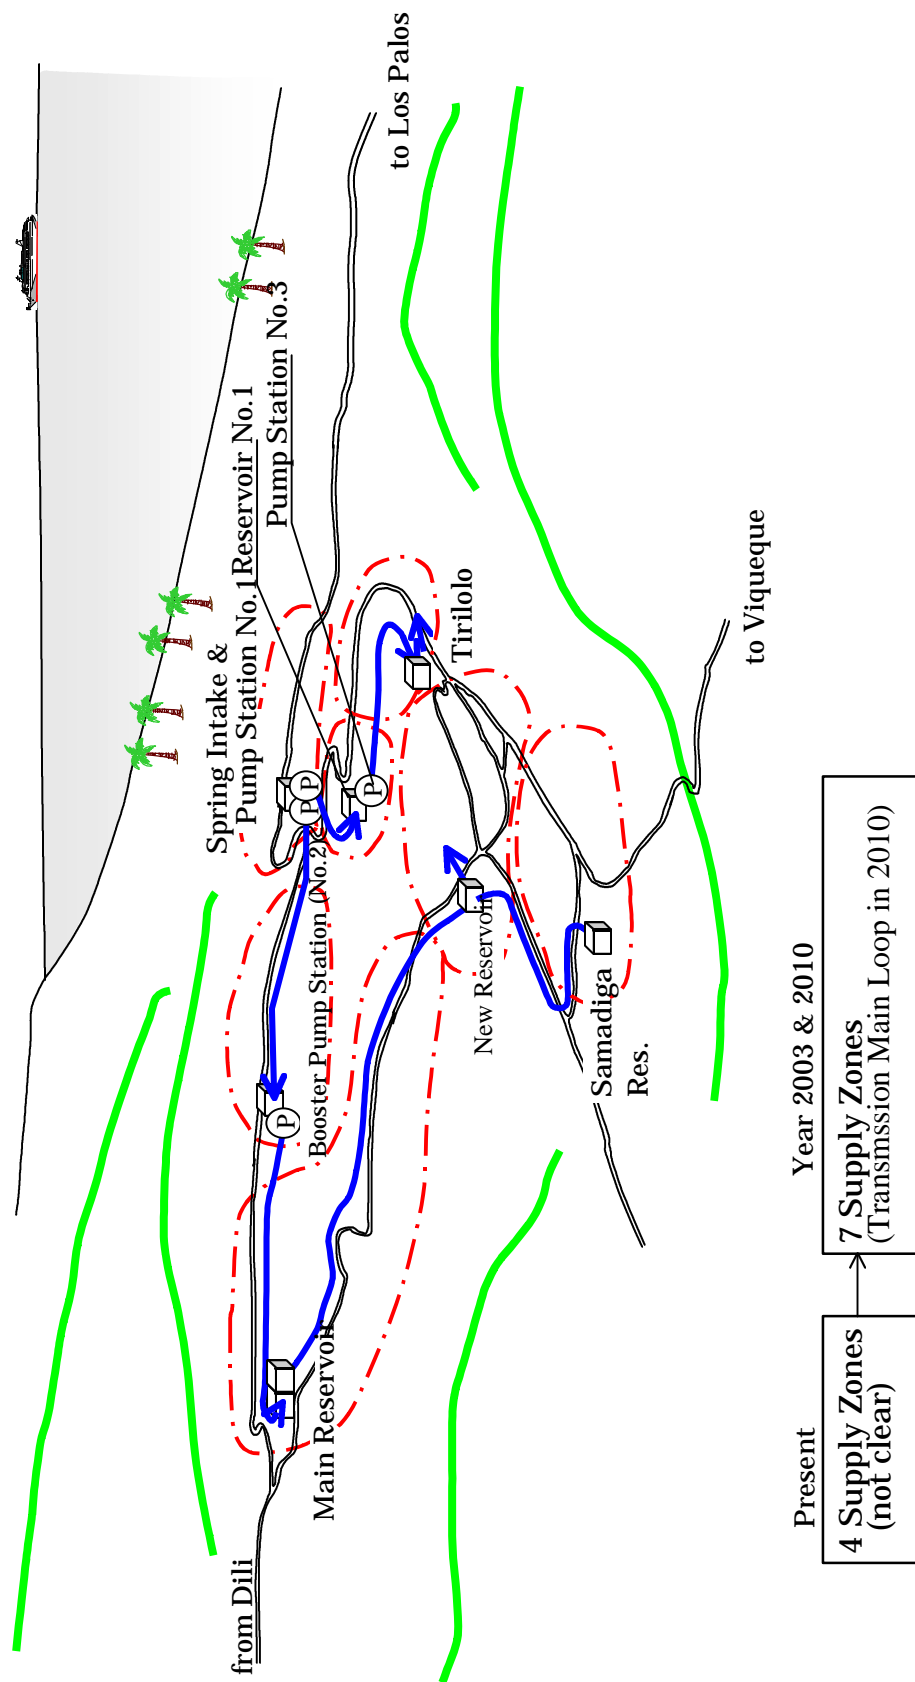 to Los Palos
Pump Station No.3
Reservoir No.1
Spring Intake &
Pump Station No.1
Tirilolo
to Viqueque
Booster Pump Station (No.2)
New Reservoir
Samadiga
Res.
Main Reservoir
from Dili
P
P
P
P
Present
4 Supply Zones
(not clear)
Year 2003 & 2010
7 Supply Zones
(Transmssion Main Loop in 2010)